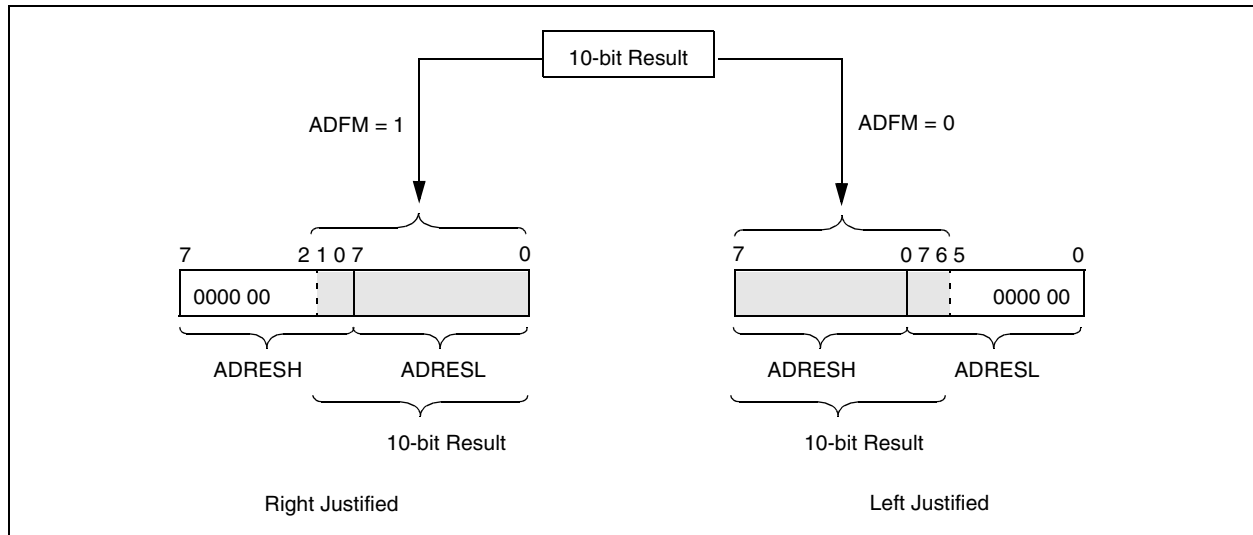 10-bit Result
ADFM = 1
ADFM = 0
7 2 1 0 7 0
7 0 7 6 5 0
0000 00
0000 00
ADRESH ADRESL
ADRESH ADRESL
10-bit Result
10-bit Result
Right Justified
Left Justified